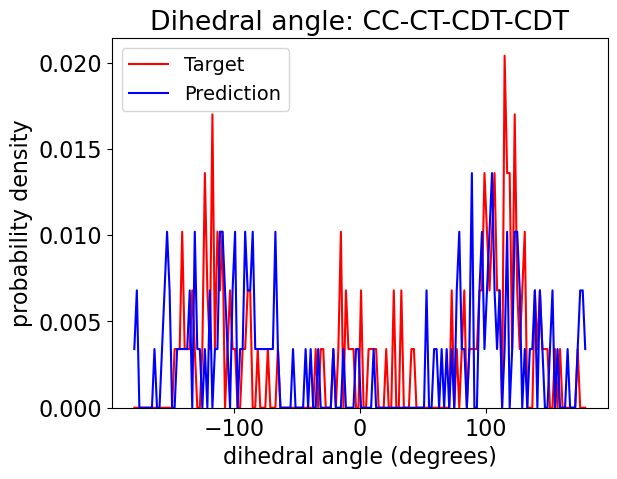 Dihedral angle: CC-CT-CDT-CDT
Target
Prediction
probability density
0.020
0.015
0.010
0.005
0.000
−100
0
100
dihedral angle (degrees)